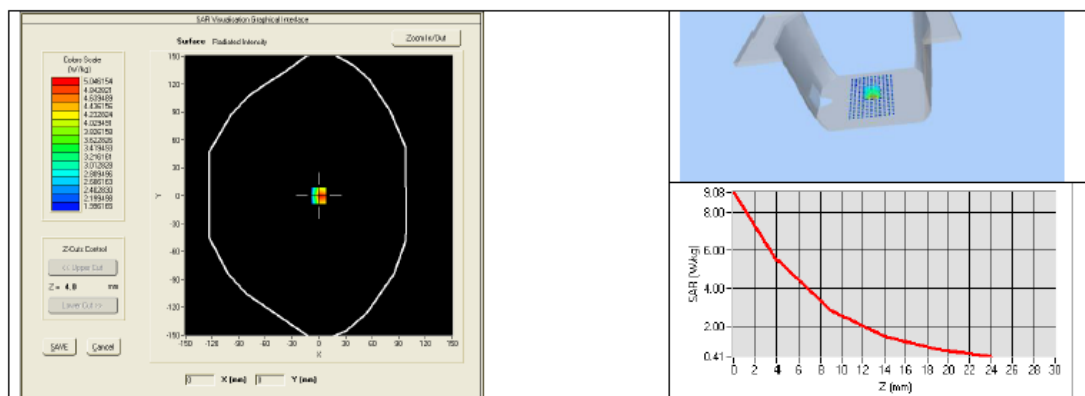 SAR Visualisation Graphical Interface
Surface Radiated Intensity
Zoom In/Out
Colors Scale
(W/kg)
5.046154
4.842821
4.639489
4.436156
4.232824
4.029491
3.826158
3.622826
3.419493
3.216161
3.012828
2.809496
2.606163
2.402830
2.199498
1.996165
Z-Cuts Control
<< Upper Cut
Z = 4.0 mm
Lower Cut >>
SAVE Cancel
150
120
90
60
30
0
-30
-60
-90
-120
-150
Y
-150 -120 -90 -60 -30 0 30 60 90 120 150
X
0 X (mm) 0 Y (mm)
9.08
8.00
6.00
4.00
2.00
0.41
SAR (W/kg)
0 2 4 6 8 10 12 14 16 18 20 22 24 26 28 30
Z (mm)